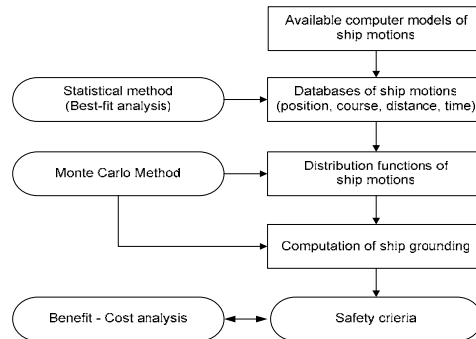 Available computer models of
ship motions
Statistical method
(Best-fit analysis)
Databases of ship motions
(position, course, distance, time)
Monte Carlo Method
Distribution functions of
ship motions
Computation of ship grounding
Benefit - Cost analysis
Safety crieria